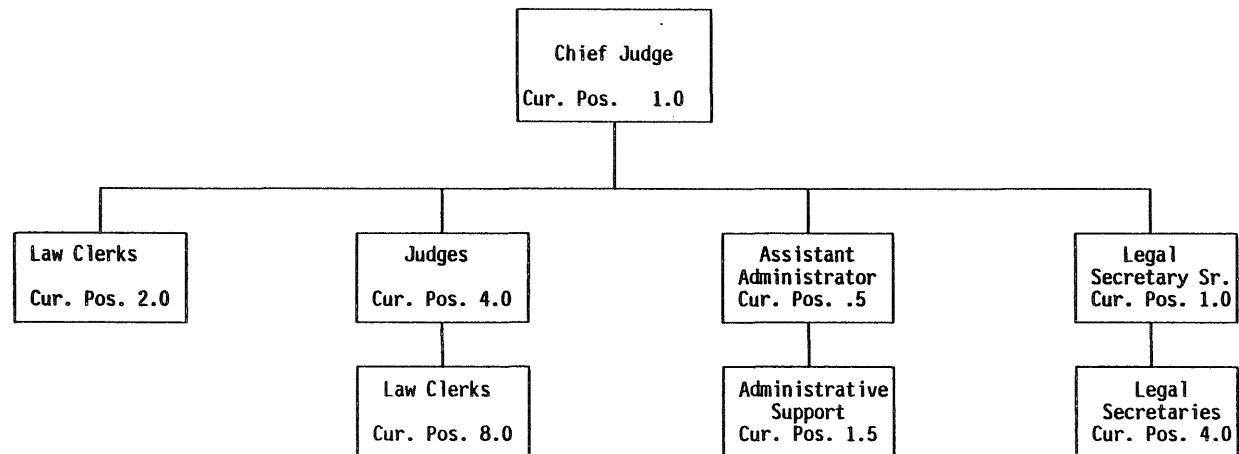 Chief Judge
Cur. Pos. 1.0
Law Clerks
Cur. Pos. 2.0
Judges
Cur. Pos. 4.0
Assistant
Administrator
Cur. Pos. .5
Legal
Secretary Sr.
Cur. Pos. 1.0
Law Clerks
Cur. Pos. 8.0
Administrative
Support
Cur. Pos. 1.5
Legal
Secretaries
Cur. Pos. 4.0